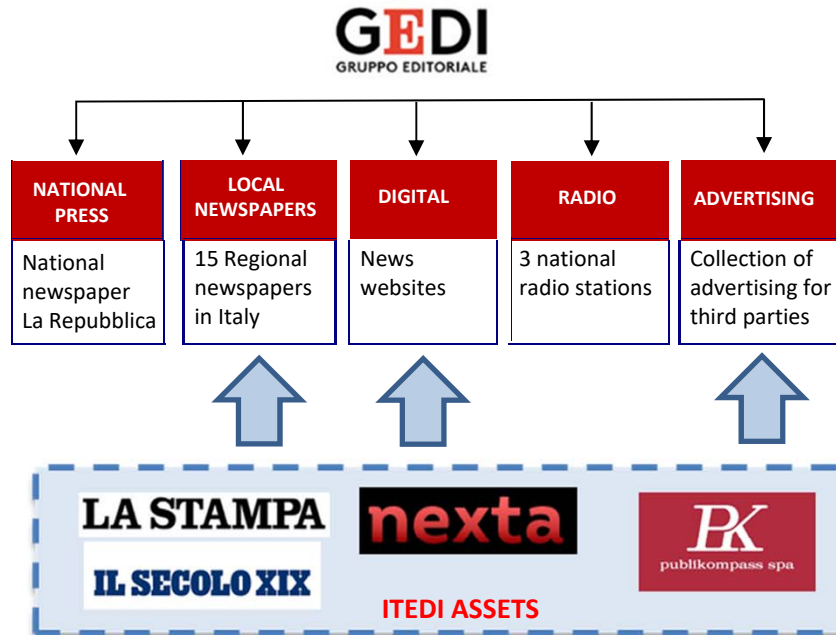 GEDI
GRUPPO EDITORIALE
NATIONAL
PRESS
National
newspaper
La Repubblica
LOCAL
NEWSPAPERS
15 Regional
newspapers
in Italy
DIGITAL
News
websites
RADIO
3 national
radio stations
ADVERTISING
Collection of
advertising for
third parties
LA STAMPA
IL SECOLO XIX
nexta
PK
publikompass spa
ITEDI ASSETS